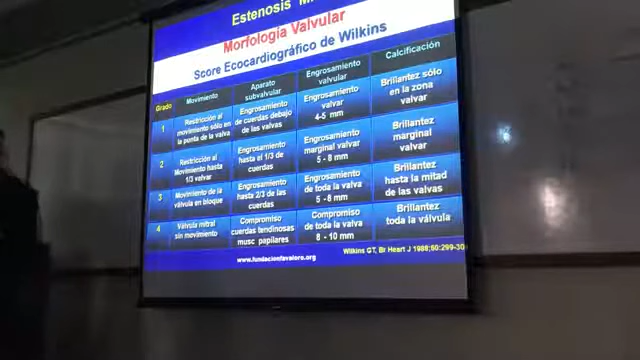 Estenosis M
Morfología Valvular
Score Ecocardiográfico de Wilkins
Grado
Movimiento
Aparato
subvalvular
Engrosamiento
valvular
Calcificación
1
Restricción al
movimiento sólo en
la punta de la valva
Engrosamiento
de cuerdas debajo
de las valvas
Engrosamiento
valvar
4-5 mm
Brillantez sólo
en la zona
valvar
2
Restricción al
Movimiento hasta
1/3 valvar
Engrosamiento
hasta el 1/3 de
cuerdas
Engrosamiento
marginal valvar
5 - 8 mm
Brillantez
marginal
valvar
3
Movimiento de la
válvula en bloque
Engrosamiento
hasta 2/3 de las
cuerdas
Engrosamiento
de toda la valva
5 - 8 mm
Brillantez
hasta la mitad
de las valvas
4
Válvula mitral
sin movimiento
Compromiso
cuerdas tendinosas
musc papilares
Compromiso
de toda la valva
8 - 10 mm
Brillantez
toda la válvula
Wilkins GT, Br Heart J 1988;60:299-30
www.fundacionfavaloro.org